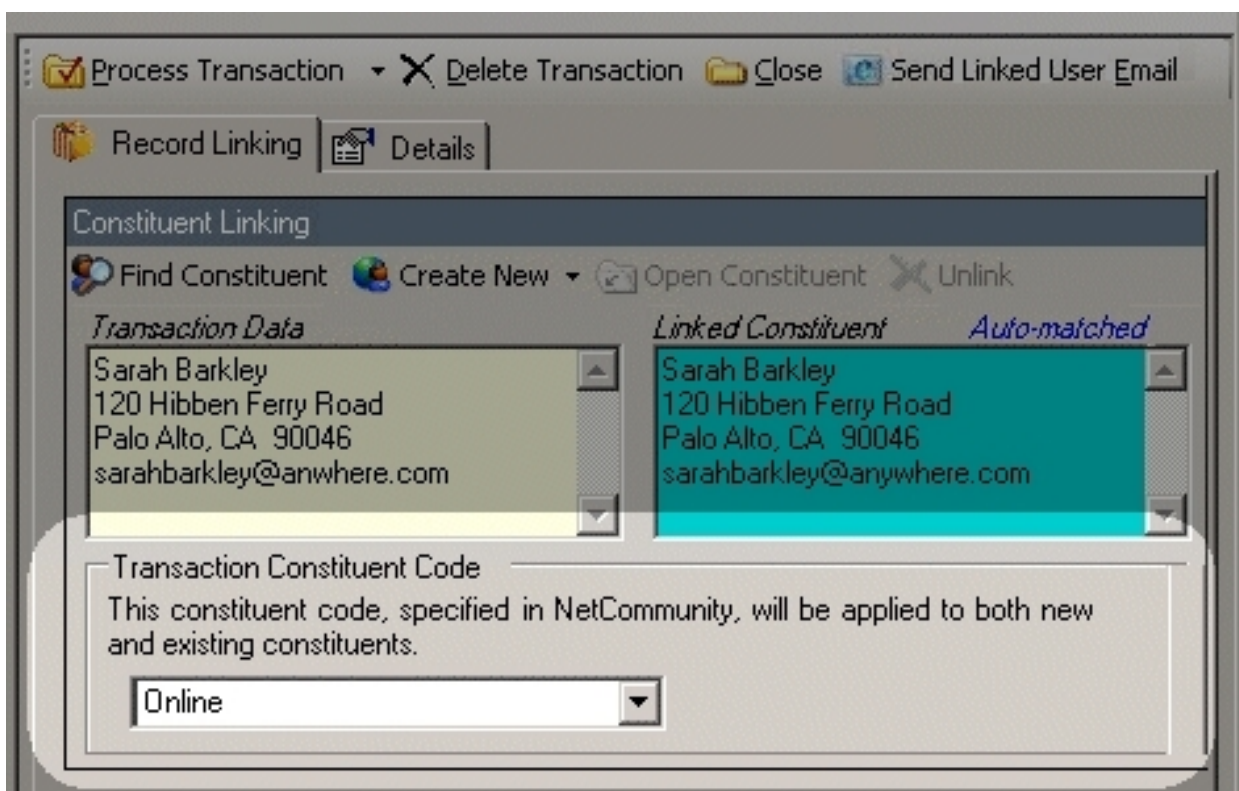 Process Transaction Delete Transaction Close Send Linked User Email
Record Linking Details
Constituent Linking
Find Constituent Create New Open Constituent Unlink
Transaction Data Linked Constituent Auto-matched
Sarah Barkley
120 Hibben Ferry Road
Palo Alto, CA 90046
sarahbarkley@anwhere.com
Sarah Barkley
120 Hibben Ferry Road
Palo Alto, CA 90046
sarahbarkley@anywhere.com
Transaction Constituent Code
This constituent code, specified in NetCommunity, will be applied to both new
and existing constituents.
Online